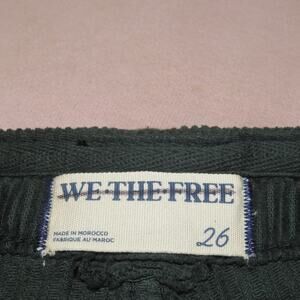 WE THE FREE
MADE IN MOROCCO
FABRIQUE AU MAROC
26